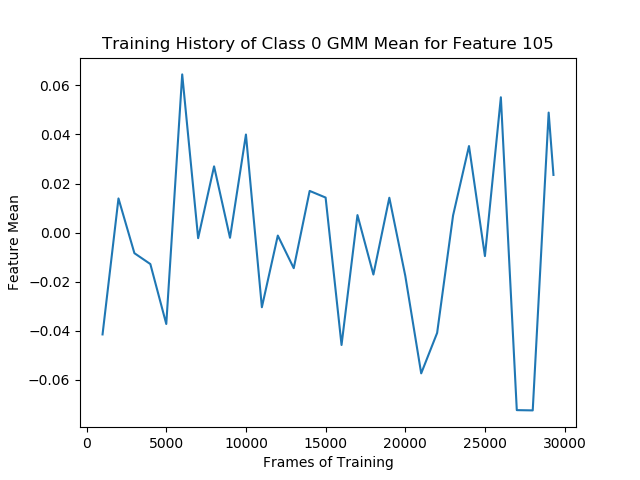 Training History of Class 0 GMM Mean for Feature 105
0.06
0.04
0.02
0.00
−0.02
−0.04
−0.06
Feature Mean
0 5000 10000 15000 20000 25000 30000
Frames of Training